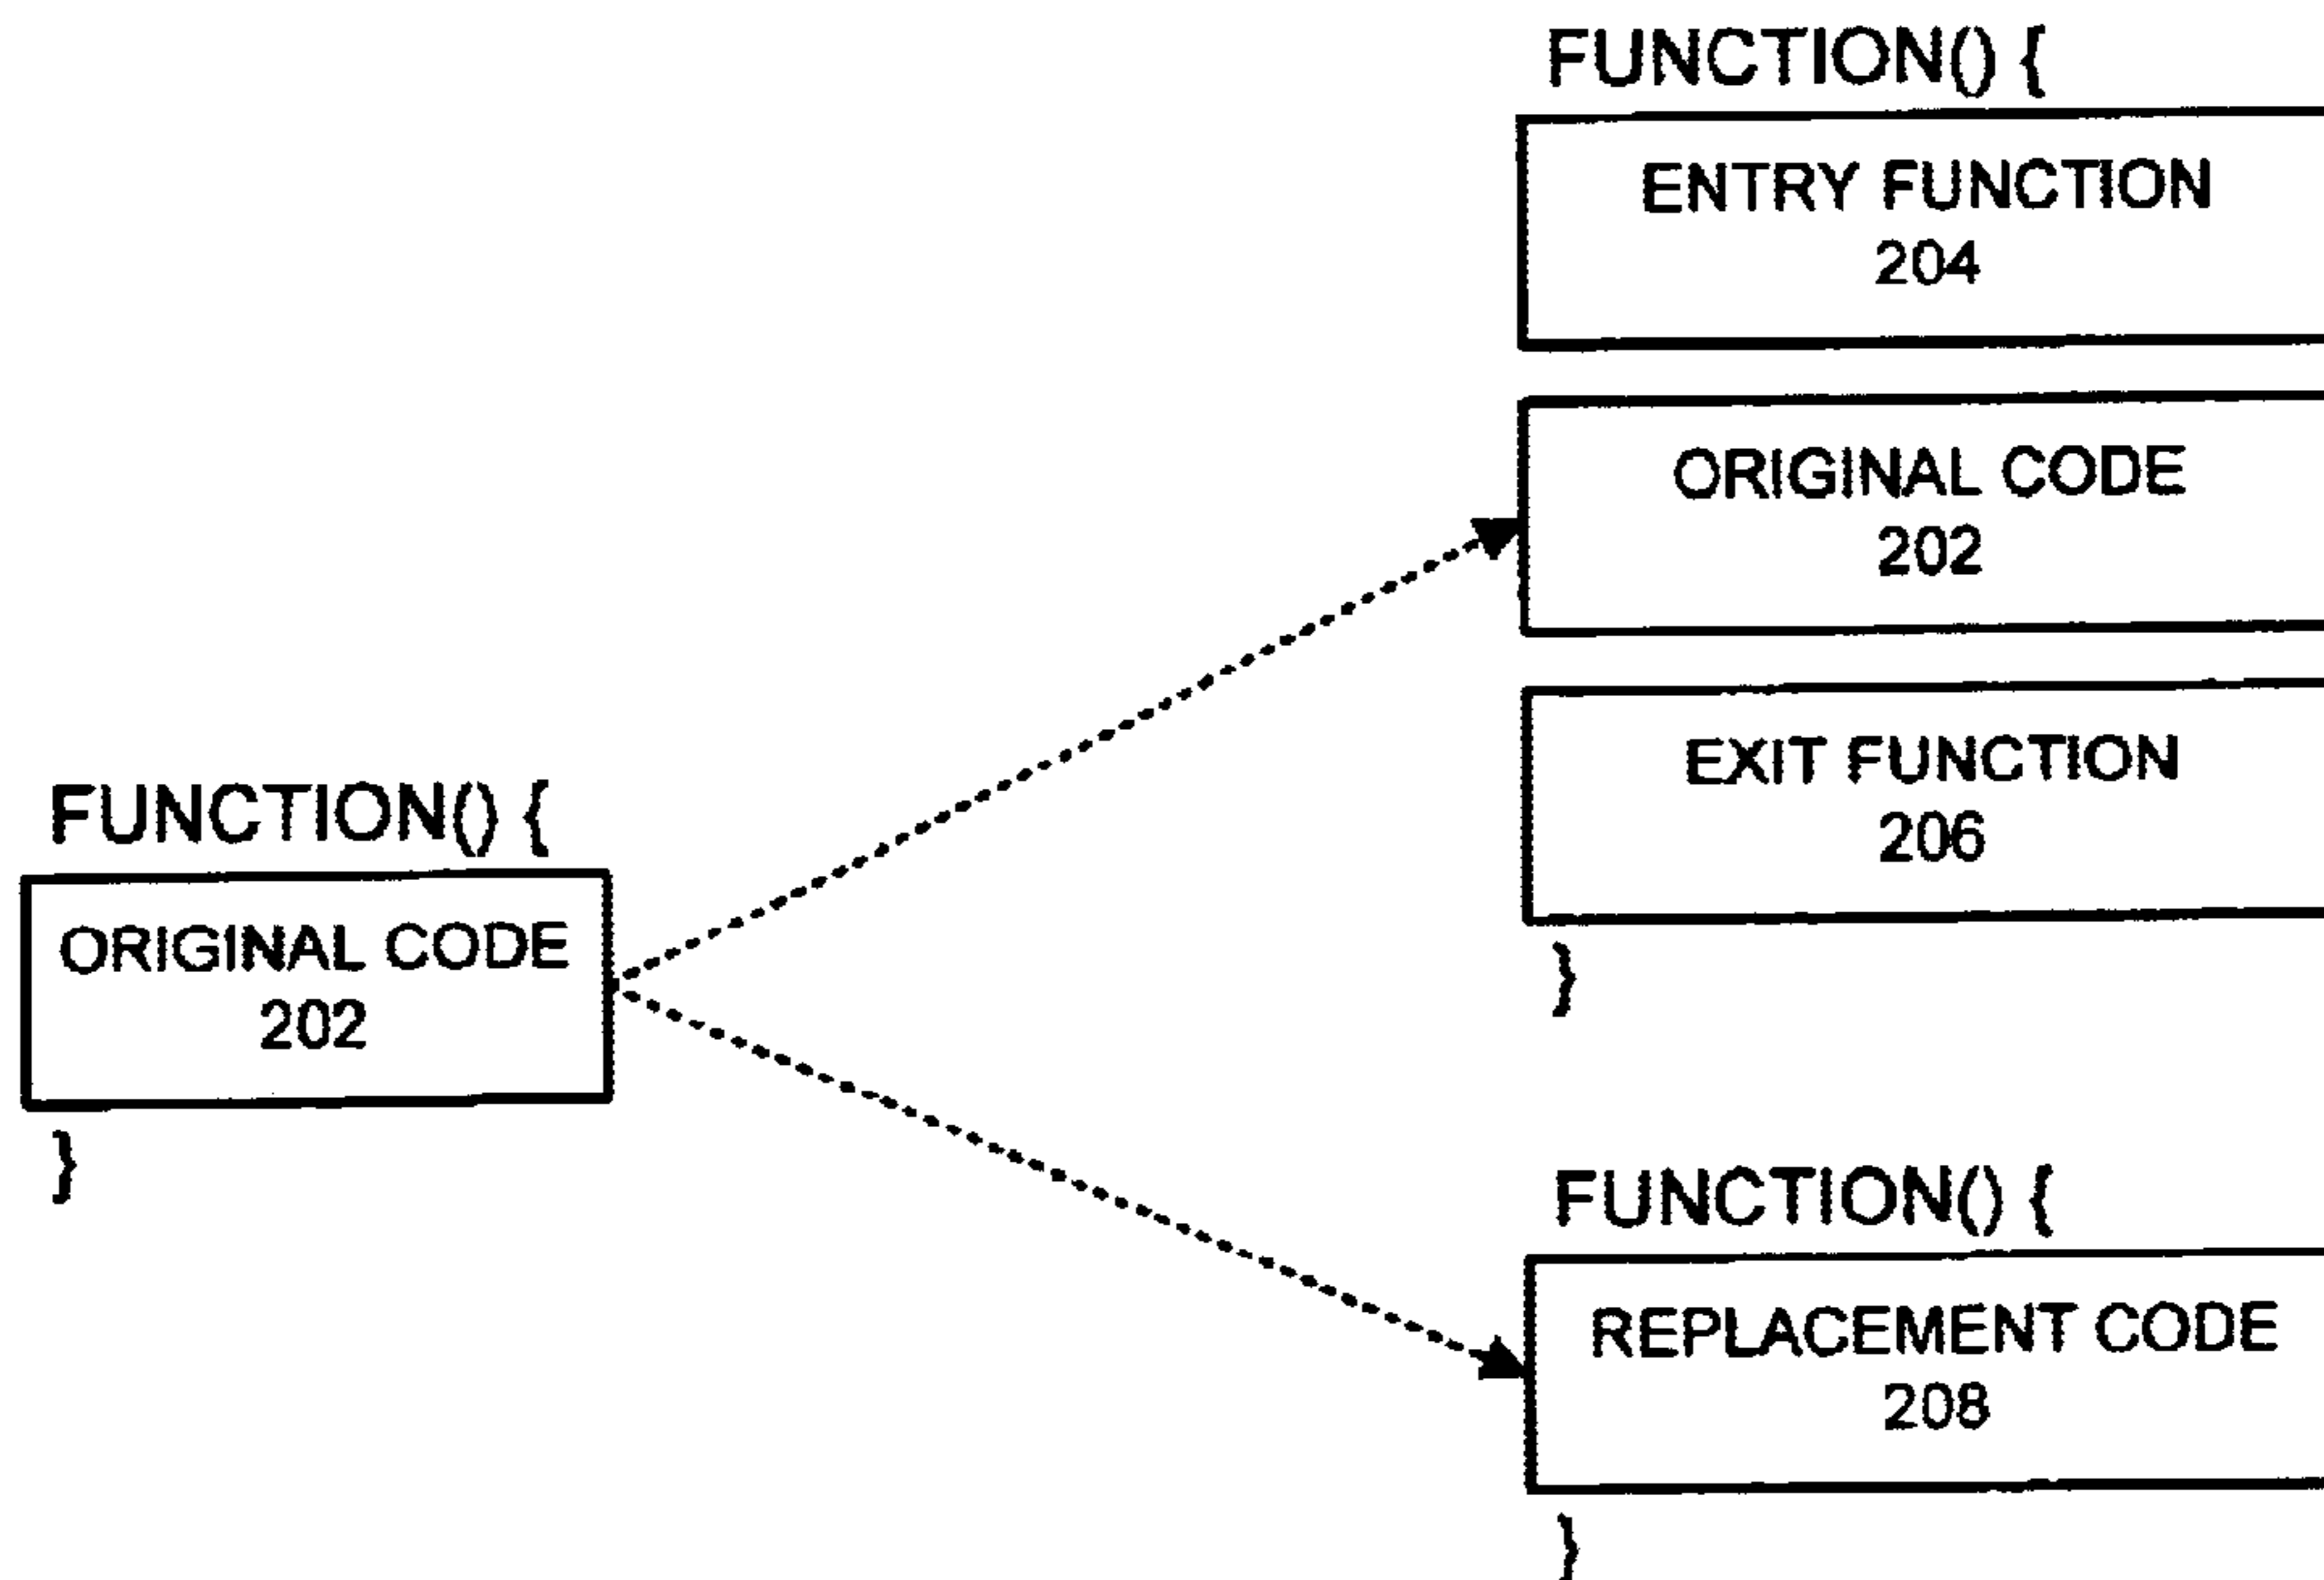 FUNCTION() {
ORIGINAL CODE
202
}
FUNCTION() {
ENTRY FUNCTION
204
ORIGINAL CODE
202
EXIT FUNCTION
206
}
FUNCTION() {
REPLACEMENT CODE
208
}